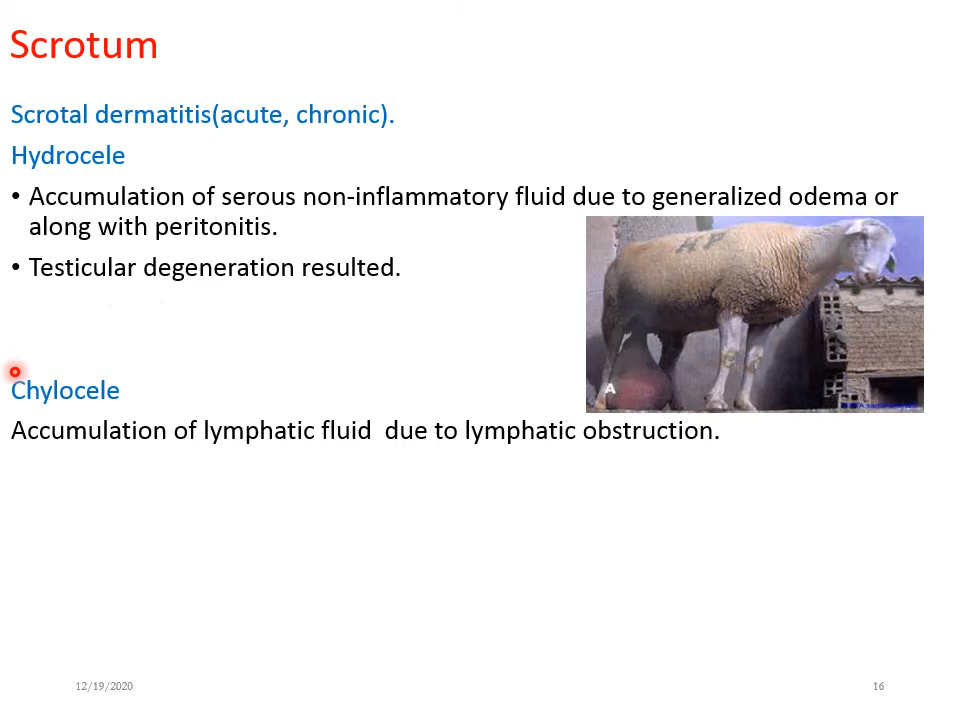 Scrotum
Scrotal dermatitis(acute, chronic).
Hydrocele
• Accumulation of serous non-inflammatory fluid due to generalized odema or
along with peritonitis.
• Testicular degeneration resulted.
A
Chylocele
Accumulation of lymphatic fluid  due to lymphatic obstruction.
12/19/2020
16